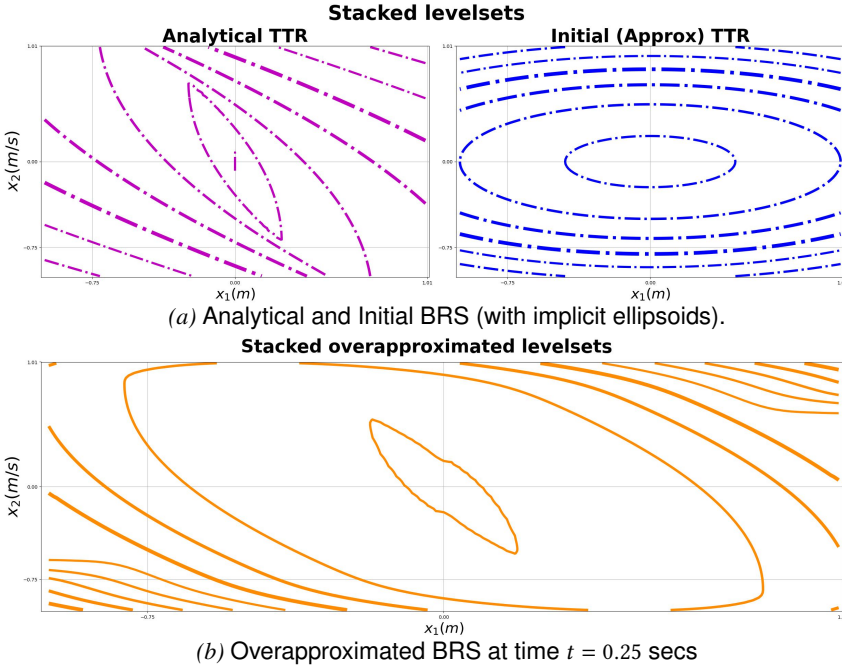 Stacked levelsets
Analytical TTR
Initial (Approx) TTR
1.01
0.00
−0.75
x₂(m/s)
−0.75
0.00
1.01
x₁(m)
1.01
0.00
−0.75
−0.75
0.00
1.0
x₁(m)
(a) Analytical and Initial BRS (with implicit ellipsoids).
Stacked overapproximated levelsets
1.01
0.00
−0.75
x₂(m/s)
−0.75
0.00
1.
x₁(m)
(b) Overapproximated BRS at time t = 0.25 secs